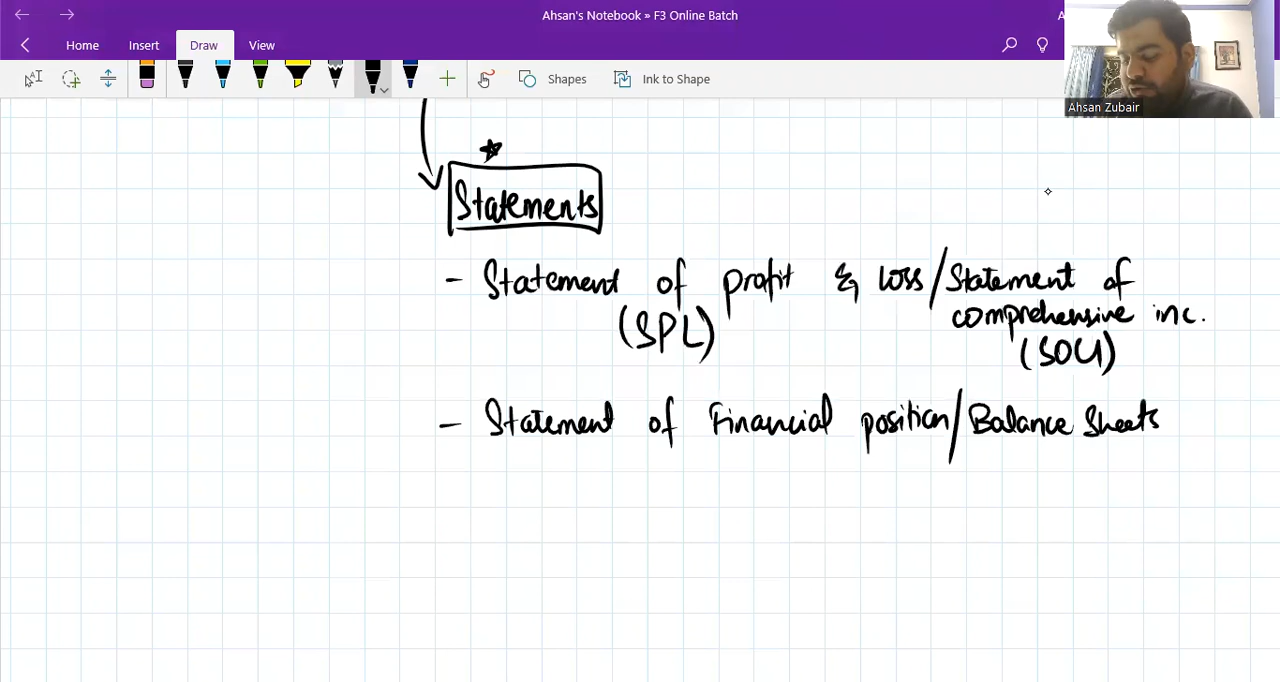 Ahsan's Notebook » F3 Online Batch
Home Insert Draw View
Shapes Ink to Shape
Ahsan Zubair
Statements
- Statement of profit & loss/Statement of
comprehensive inc.
(SPL) (SOCI)
- Statement of Financial position/Balance Sheets